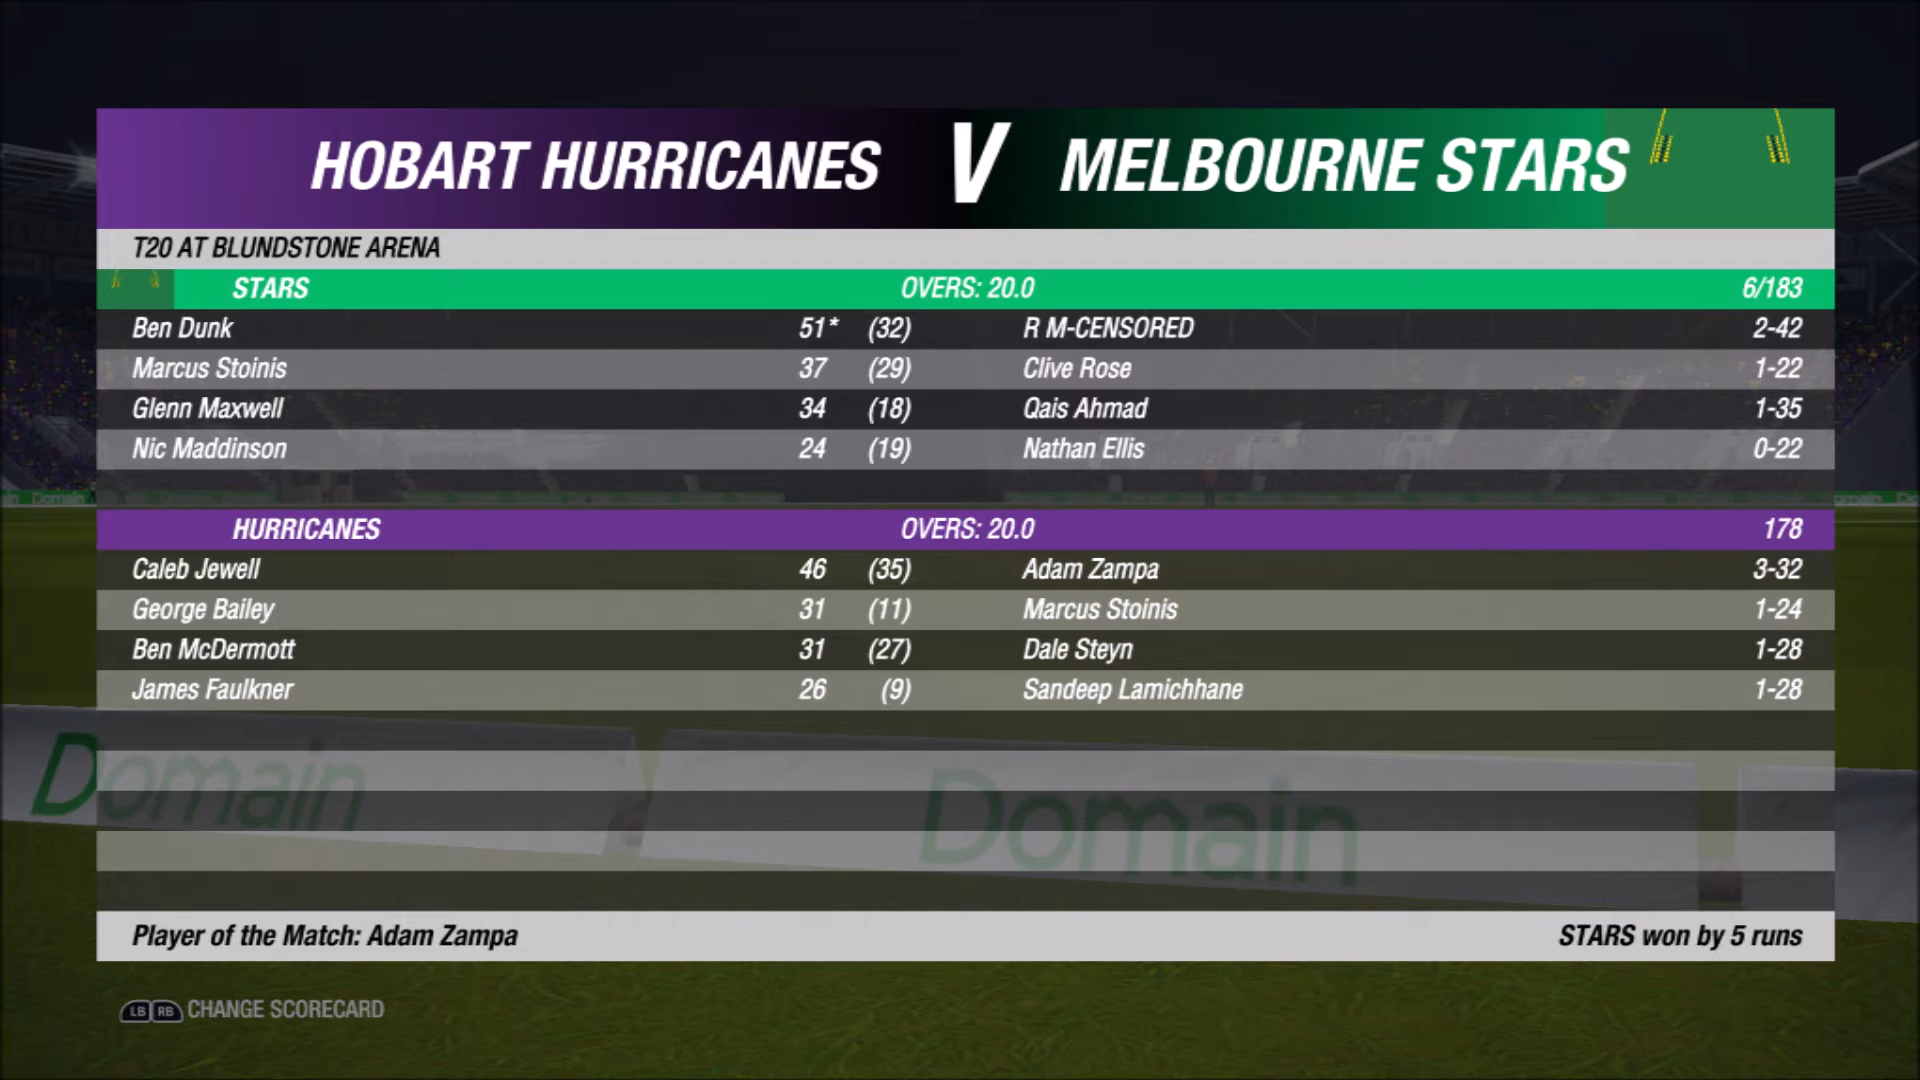 HOBART HURRICANES V MELBOURNE STARS
T20 AT BLUNDSTONE ARENA
STARS OVERS: 20.0 6/183
Ben Dunk 51* (32) R M-CENSORED 2-42
Marcus Stoinis 37 (29) Clive Rose 1-22
Glenn Maxwell 34 (18) Qais Ahmad 1-35
Nic Maddinson 24 (19) Nathan Ellis 0-22
Domain
HURRICANES OVERS: 20.0 178
Caleb Jewell 46 (35) Adam Zampa 3-32
George Bailey 31 (11) Marcus Stoinis 1-24
Ben McDermott 31 (27) Dale Steyn 1-28
James Faulkner 26 (9) Sandeep Lamichhane 1-28
Domain Domain
Player of the Match: Adam Zampa STARS won by 5 runs
LB RB CHANGE SCORECARD